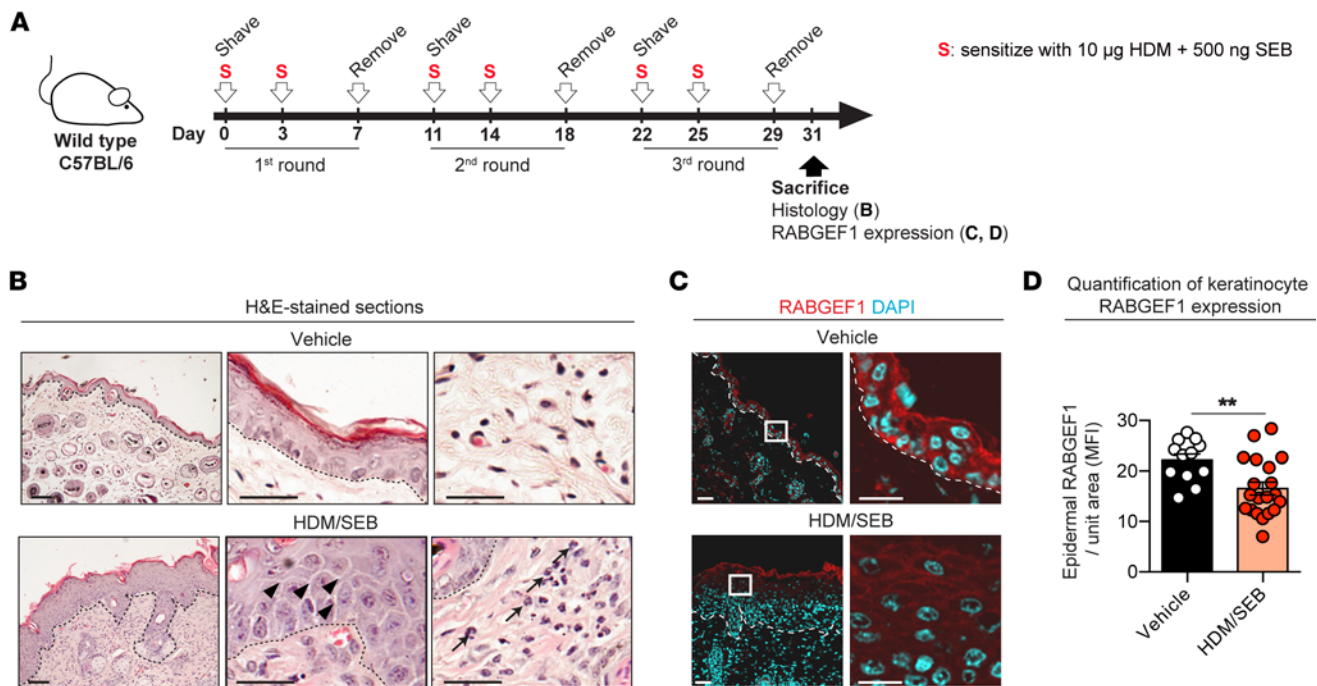 A
Shave
Remove
Shave
Remove
Shave
Remove
S: sensitize with 10 µg HDM + 500 ng SEB
S S S S S S
Wild type
C57BL/6
Day 0 3 7 11 14 18 22 25 29 31
1st round 2nd round 3rd round
Sacrifice
Histology (B)
RABGEF1 expression (C, D)
B
H&E-stained sections
Vehicle
HDM/SEB
C
RABGEF1 DAPI
Vehicle
HDM/SEB
D
Quantification of keratinocyte
RABGEF1 expression
**
Epidermal RABGEF1
/ unit area (MFI)
30
20
10
0
Vehicle
HDM/SEB